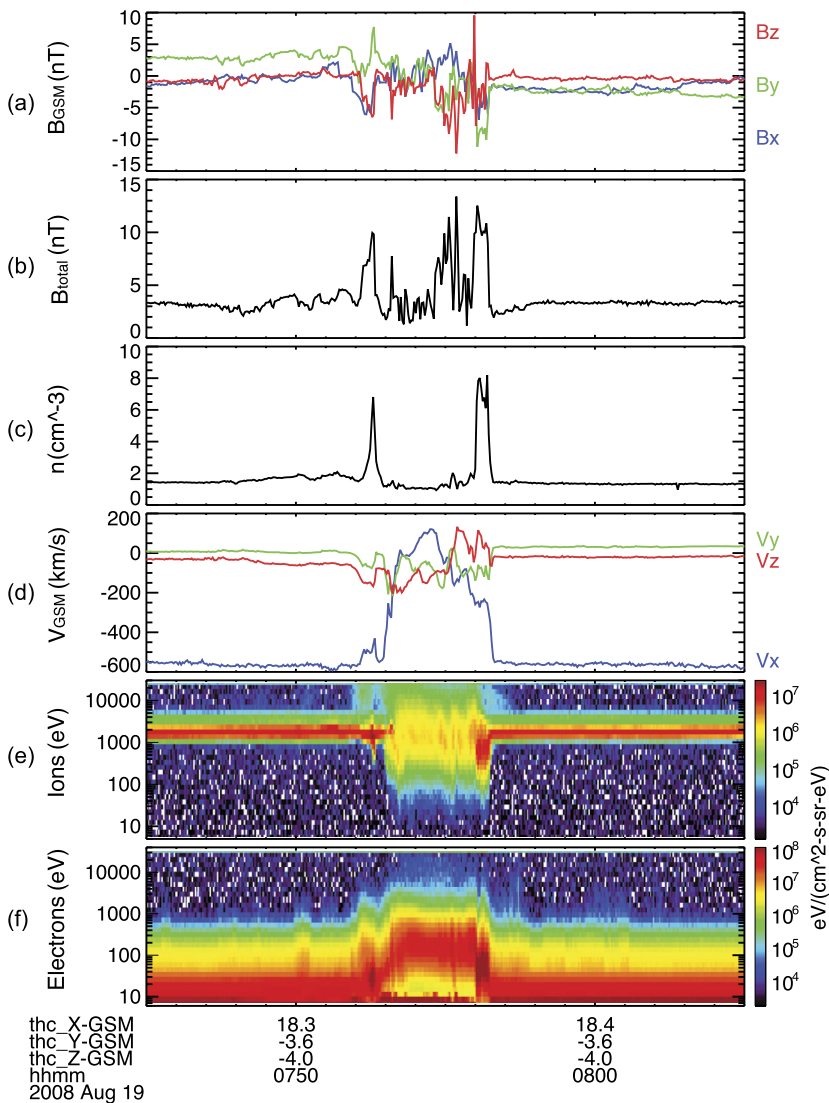 (a)
BGSM (nT)
10
5
0
-5
-10
-15
Bz
By
Bx
(b)
Btotal (nT)
15
10
5
0
(c)
n(cm^-3)
10
8
6
4
2
0
(d)
VGSM (km/s)
200
0
-200
-400
-600
Vy
Vz
Vx
(e)
Ions (eV)
10000
1000
100
10
10^7
10^6
10^5
10^4
(f)
Electrons (eV)
10000
1000
100
10
10^8
10^7
10^6
10^5
10^4
eV/(cm^2-s-sr-eV)
thc_X-GSM 18.3 18.4
thc_Y-GSM -3.6 -3.6
thc_Z-GSM -4.0 -4.0
hhmm 0750 0800
2008 Aug 19